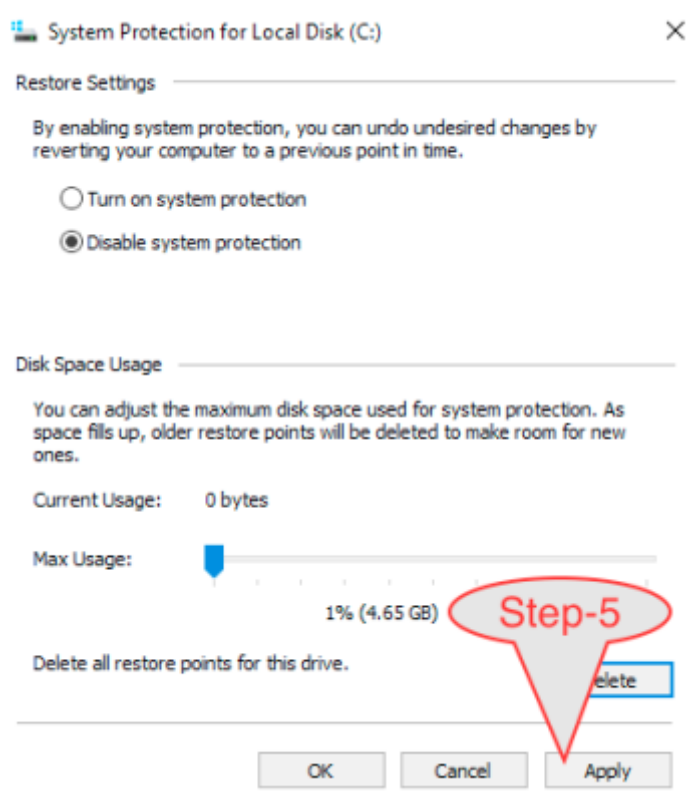 System Protection for Local Disk (C:)
Restore Settings
By enabling system protection, you can undo undesired changes by
reverting your computer to a previous point in time.
Turn on system protection
Disable system protection
Disk Space Usage
You can adjust the maximum disk space used for system protection. As
space fills up, older restore points will be deleted to make room for new
ones.
Current Usage: 0 bytes
Max Usage:
1% (4.65 GB)
Step-5
Delete all restore points for this drive.
elete
OK Cancel Apply